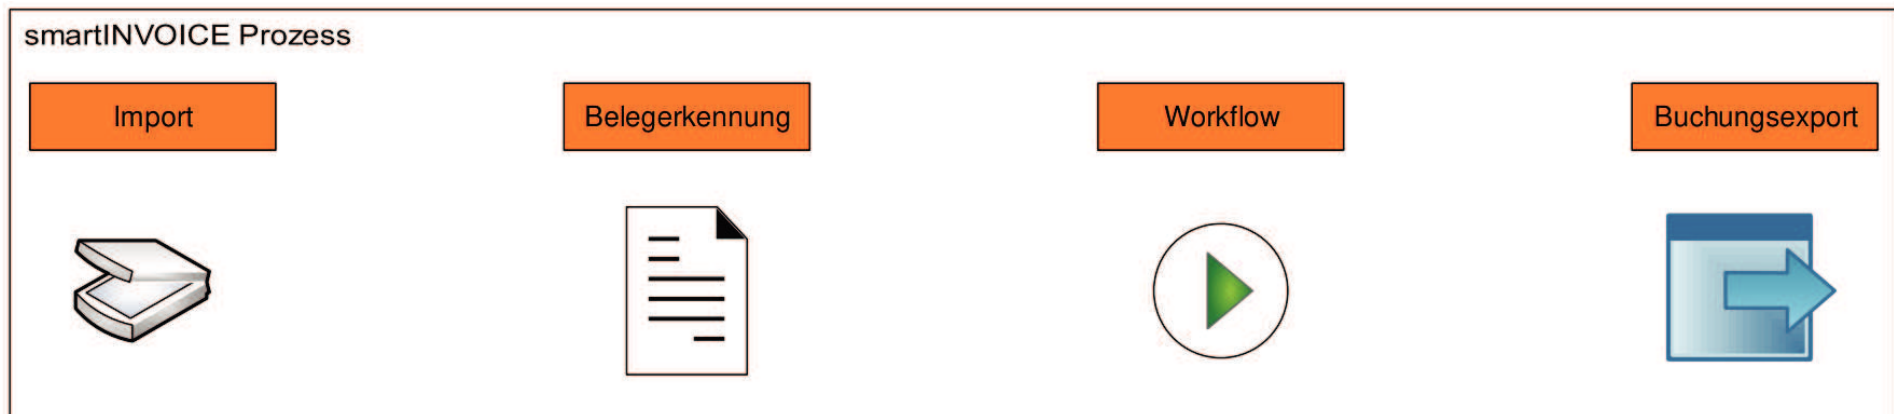 smartINVOICE Prozess
Import
Belegerkennung
Workflow
Buchungsexport